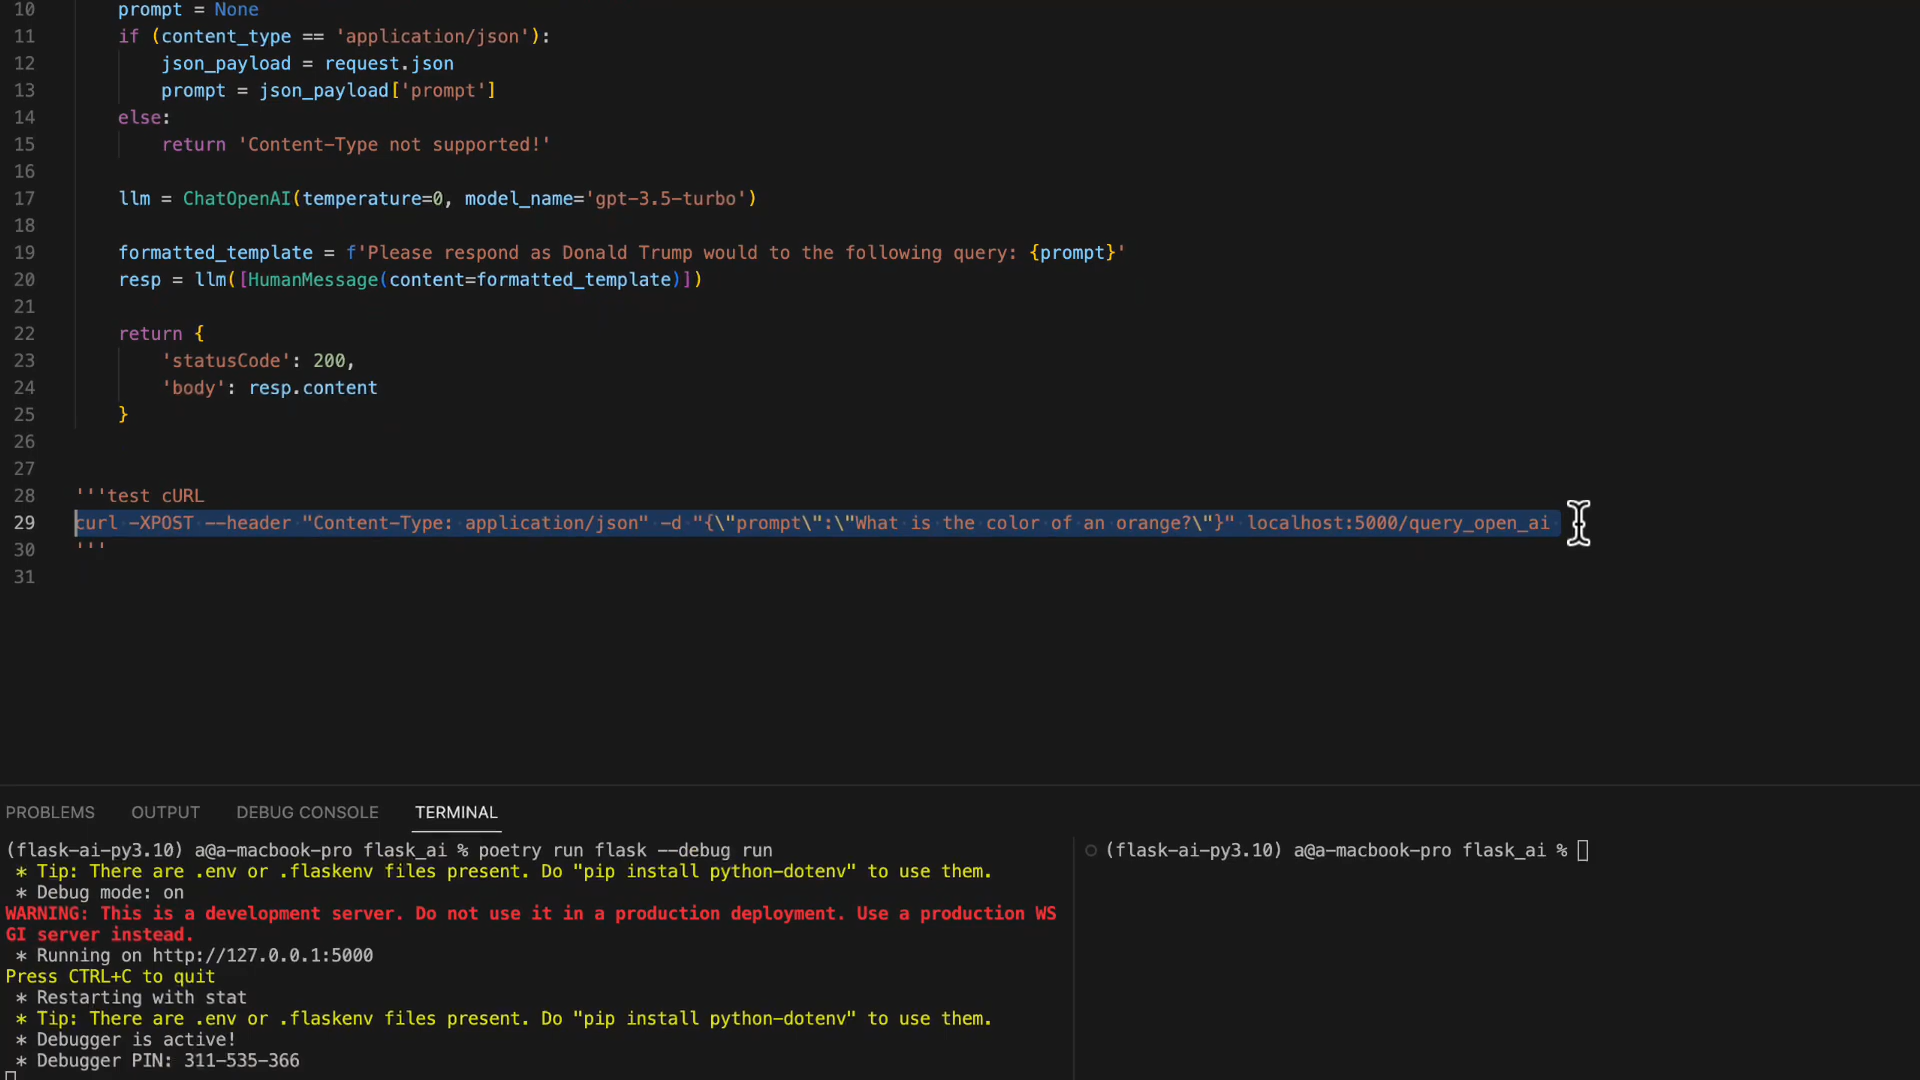 10 prompt = None
11 if (content_type == 'application/json'):
12 json_payload = request.json
13 prompt = json_payload['prompt']
14 else:
15 return 'Content-Type not supported!'
16
17 llm = ChatOpenAI(temperature=0, model_name='gpt-3.5-turbo')
18
19 formatted_template = f'Please respond as Donald Trump would to the following query: {prompt}'
20 resp = llm([HumanMessage(content=formatted_template)])
21
22 return {
23 'statusCode': 200,
24 'body': resp.content
25 }
26
27
28 '''test cURL
29 curl -XPOST --header "Content-Type: application/json" -d "{\"prompt\":\"What is the color of an orange?\"}" localhost:5000/query_open_ai
30 '''
31
PROBLEMS OUTPUT DEBUG CONSOLE TERMINAL
(flask-ai-py3.10) a@a-macbook-pro flask_ai % poetry run flask --debug run
* Tip: There are .env or .flaskenv files present. Do "pip install python-dotenv" to use them.
* Debug mode: on
WARNING: This is a development server. Do not use it in a production deployment. Use a production WS
GI server instead.
* Running on http://127.0.0.1:5000
Press CTRL+C to quit
* Restarting with stat
* Tip: There are .env or .flaskenv files present. Do "pip install python-dotenv" to use them.
* Debugger is active!
* Debugger PIN: 311-535-366
(flask-ai-py3.10) a@a-macbook-pro flask_ai %